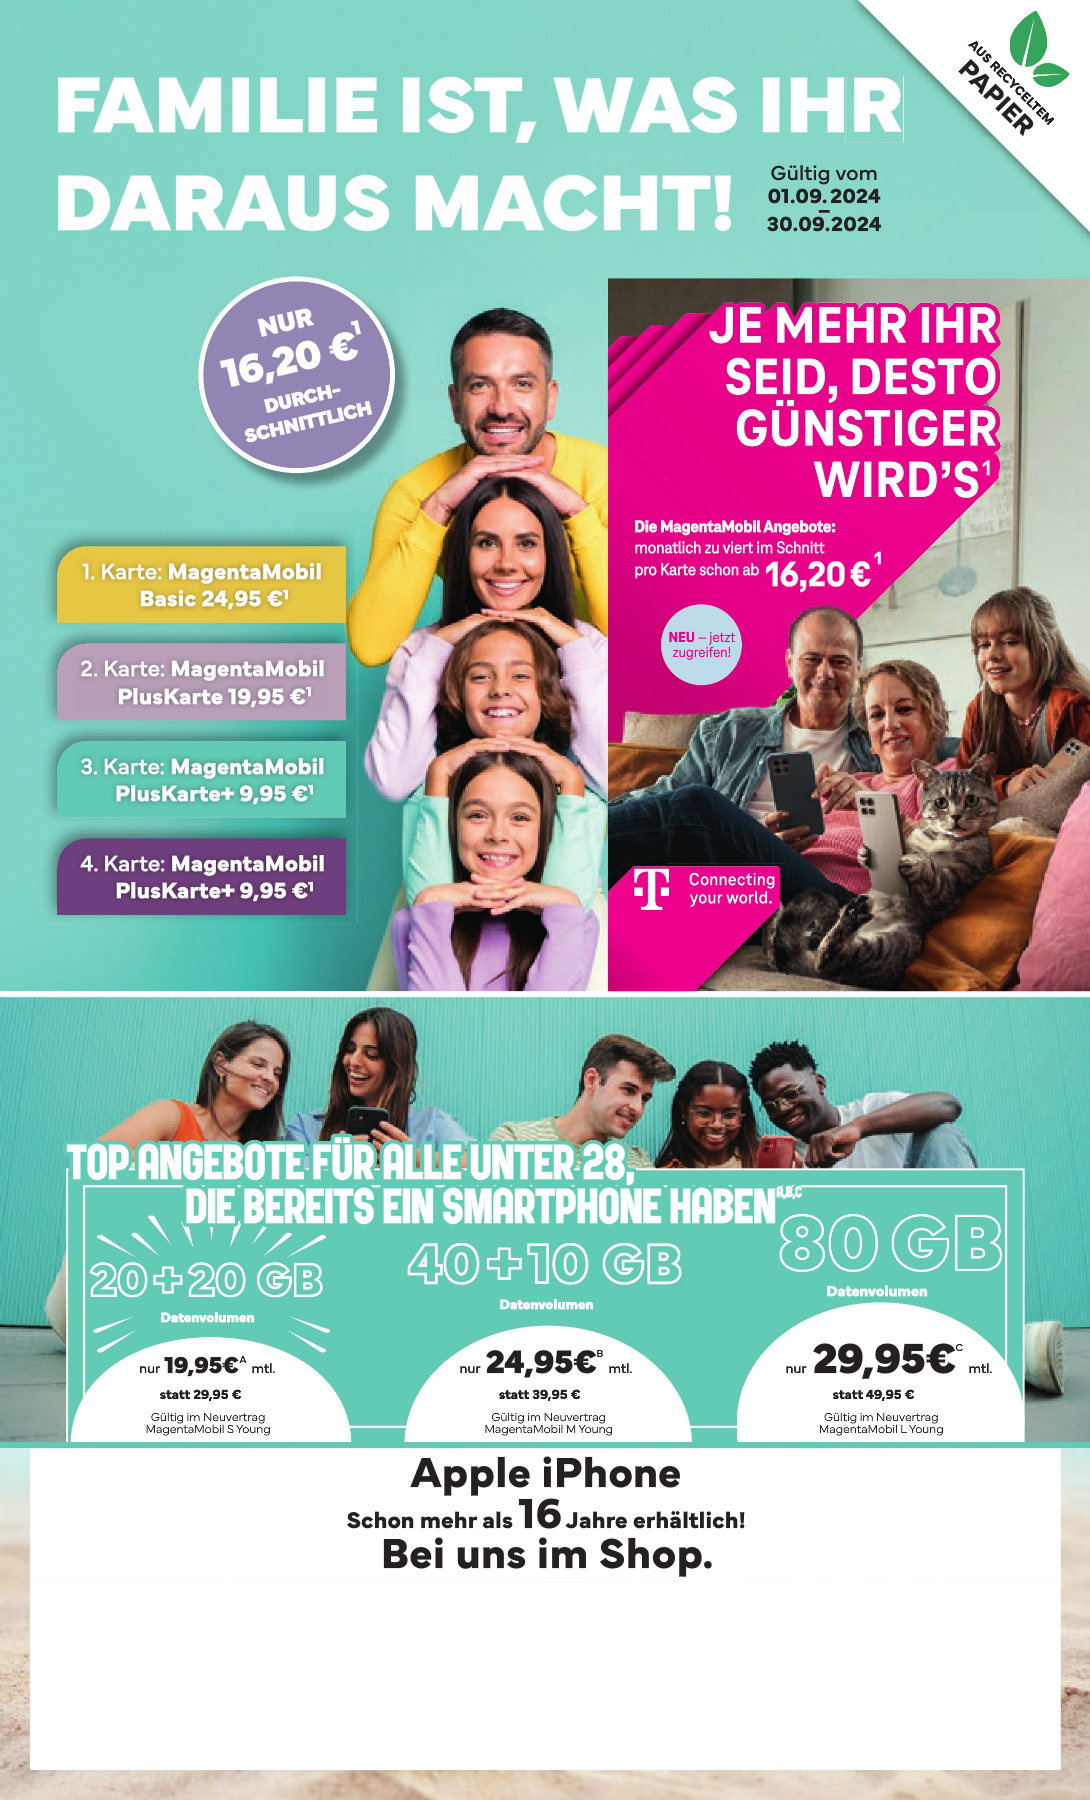 AUS RECYCELTEM
PAPIER
FAMILIE IST, WAS IHR
DARAUS MACHT!
Gültig vom
01.09.2024
–
30.09.2024
NUR
16,20 €¹
DURCH-
SCHNITTLICH
1. Karte: MagentaMobil
Basic 24,95 €¹
2. Karte: MagentaMobil
PlusKarte 19,95 €¹
3. Karte: MagentaMobil
PlusKarte+ 9,95 €¹
4. Karte: MagentaMobil
PlusKarte+ 9,95 €¹
JE MEHR IHR
SEID, DESTO
GÜNSTIGER
WIRD'S¹
Die MagentaMobil Angebote:
monatlich zu viert im Schnitt
pro Karte schon ab 16,20 €¹
NEU – jetzt
zugreifen!
T Connecting
your world.
TOP ANGEBOTE FÜR ALLE UNTER 28,
DIE BEREITS EIN SMARTPHONE HABEN A,B,C
20+20 GB
Datenvolumen
nur 19,95€ A mtl.
statt 29,95 €
Gültig im Neuvertrag
MagentaMobil S Young
40+10 GB
Datenvolumen
nur 24,95€ B mtl.
statt 39,95 €
Gültig im Neuvertrag
MagentaMobil M Young
80 GB
Datenvolumen
nur 29,95€ C mtl.
statt 49,95 €
Gültig im Neuvertrag
MagentaMobil L Young
Apple iPhone
Schon mehr als 16 Jahre erhältlich!
Bei uns im Shop.